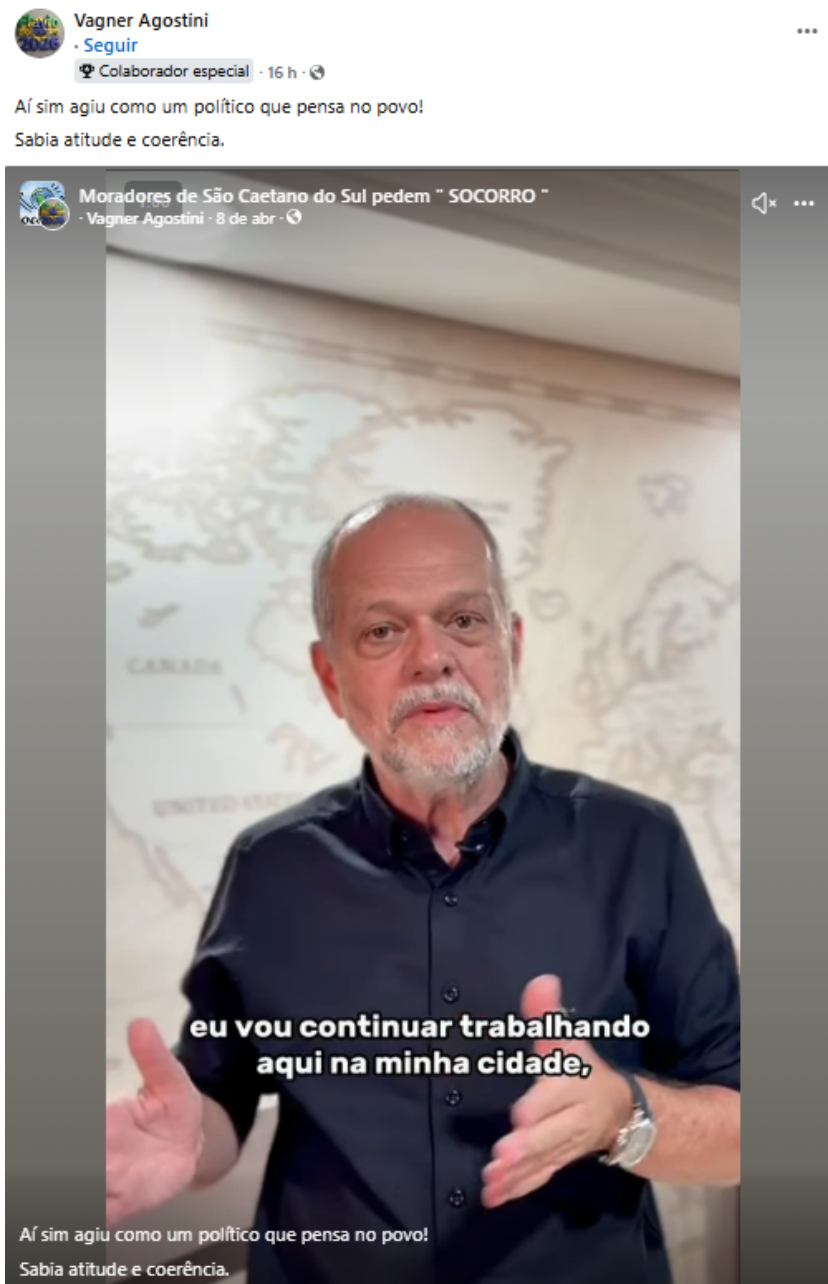 Vagner Agostini
· Seguir
Colaborador especial · 16 h ·
Aí sim agiu como um político que pensa no povo!
Sabia atitude e coerência.
Moradores de São Caetano do Sul pedem " SOCORRO "
· Vagner Agostini · 8 de abr ·
CANADA
UNITED STATES
eu vou continuar trabalhando
aqui na minha cidade,
Aí sim agiu como um político que pensa no povo!
Sabia atitude e coerência.